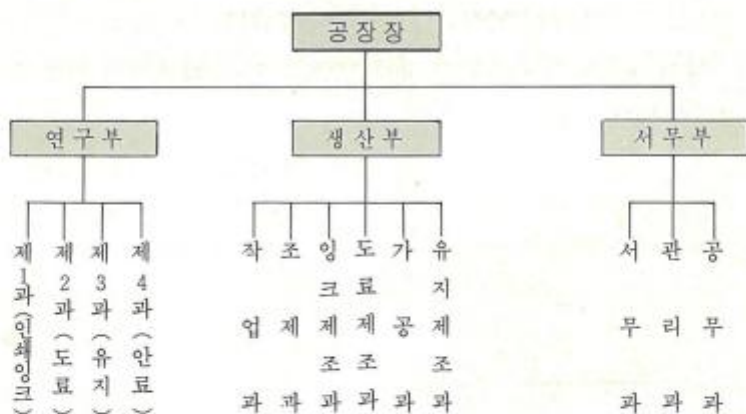 공장장
연구부
생산부
서무부
제1과(인쇄잉크)
제2과(도료)
제3과(유지)
제4과(안료)
작업과
조제과
잉크제조과
도료제조과
가공과
유지제조과
서무과
관리과
공무과